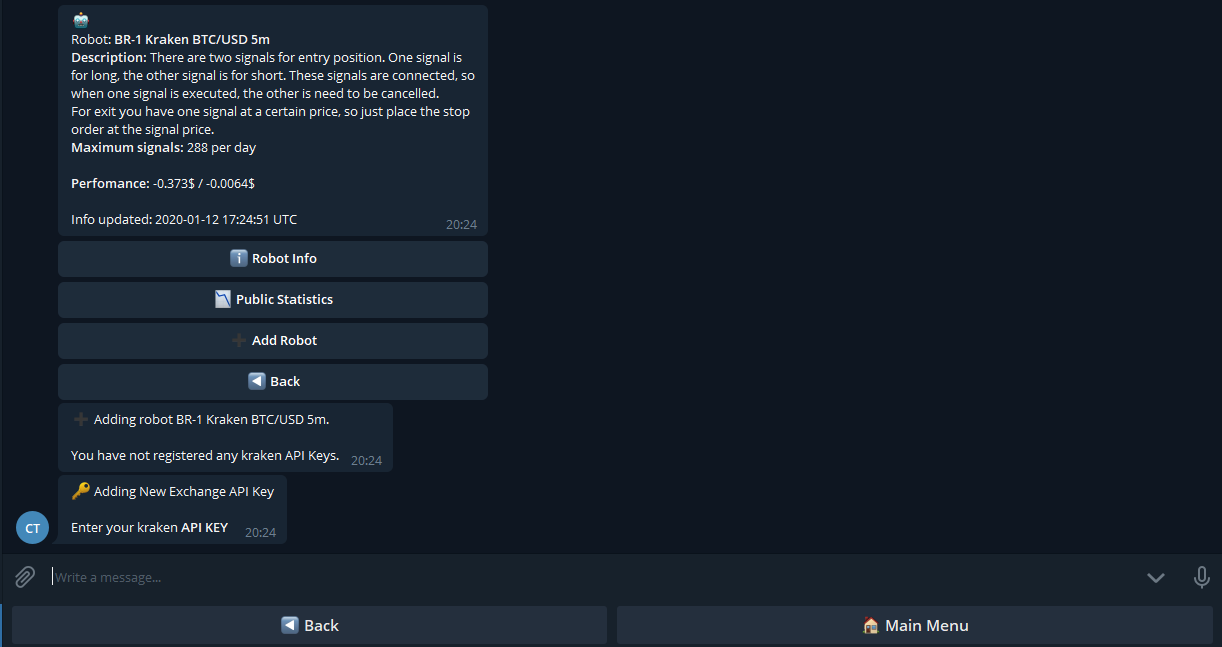 Robot: BR-1 Kraken BTC/USD 5m
Description: There are two signals for entry position. One signal is
for long, the other signal is for short. These signals are connected, so
when one signal is executed, the other is need to be cancelled.
For exit you have one signal at a certain price, so just place the stop
order at the signal price.
Maximum signals: 288 per day
Perfomance: -0.373$ / -0.0064$
Info updated: 2020-01-12 17:24:51 UTC
20:24
Robot Info
Public Statistics
Add Robot
Back
Adding robot BR-1 Kraken BTC/USD 5m.
You have not registered any kraken API Keys.
20:24
Adding New Exchange API Key
Enter your kraken API KEY
20:24
CT
Write a message...
Back
Main Menu